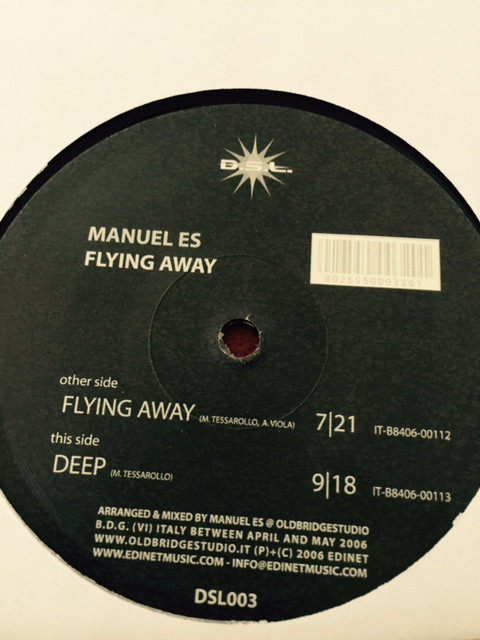 D.S.L.
MANUEL ES
FLYING AWAY
8026550003201
other side
FLYING AWAY (M. TESSAROLLO, A. VIOLA) 7|21 IT-B8406-00112
this side
DEEP (M. TESSAROLLO) 9|18 IT-B8406-00113
ARRANGED & MIXED BY MANUEL ES @ OLDBRIDGESTUDIO
B.D.G. (VI) ITALY BETWEEN APRIL AND MAY 2006
WWW.OLDBRIDGESTUDIO.IT (P)+(C) 2006 EDINET
WWW.EDINETMUSIC.COM - INFO@EDINETMUSIC.COM
DSL003